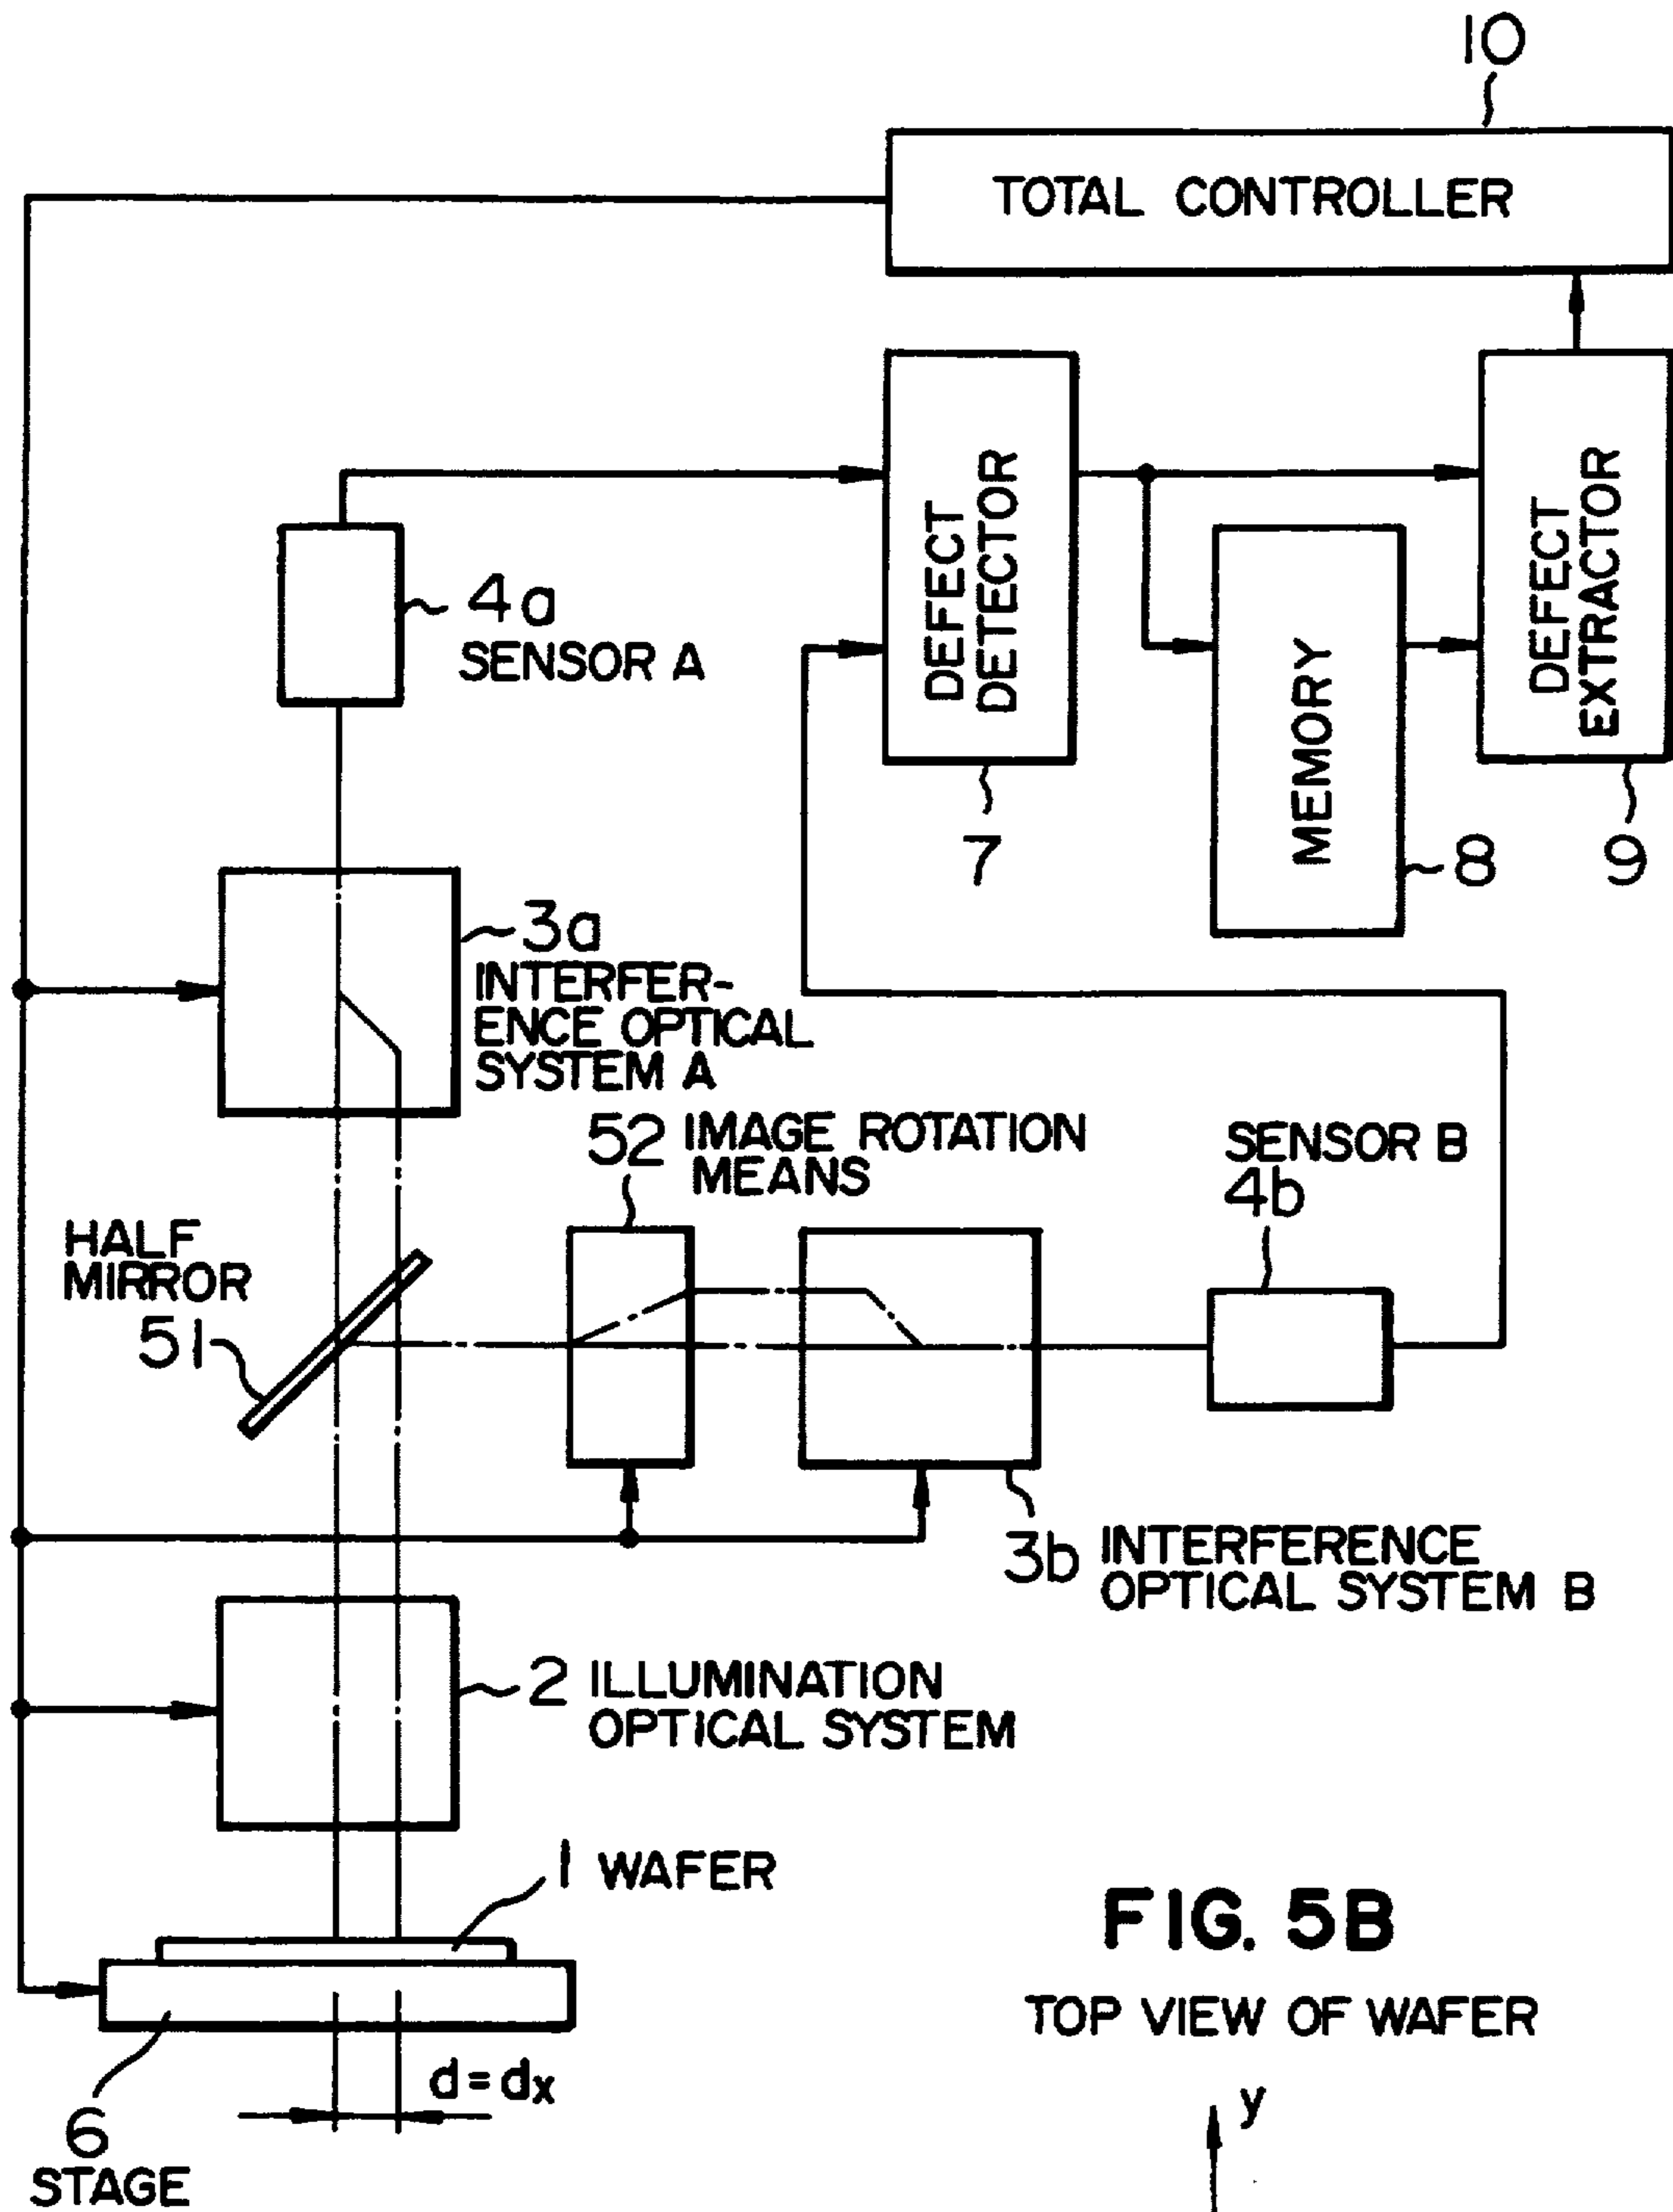 10
TOTAL CONTROLLER
4a
SENSOR A
DEFECT
DETECTOR
7
MEMORY
8
DEFECT
EXTRACTOR
9
3a
INTERFER-
ENCE OPTICAL
SYSTEM A
52 IMAGE ROTATION
MEANS
SENSOR B
4b
HALF
MIRROR
51
3b INTERFERENCE
OPTICAL SYSTEM B
2 ILLUMINATION
OPTICAL SYSTEM
1 WAFER
FIG. 5B
TOP VIEW OF WAFER
d=dx
y
6
STAGE